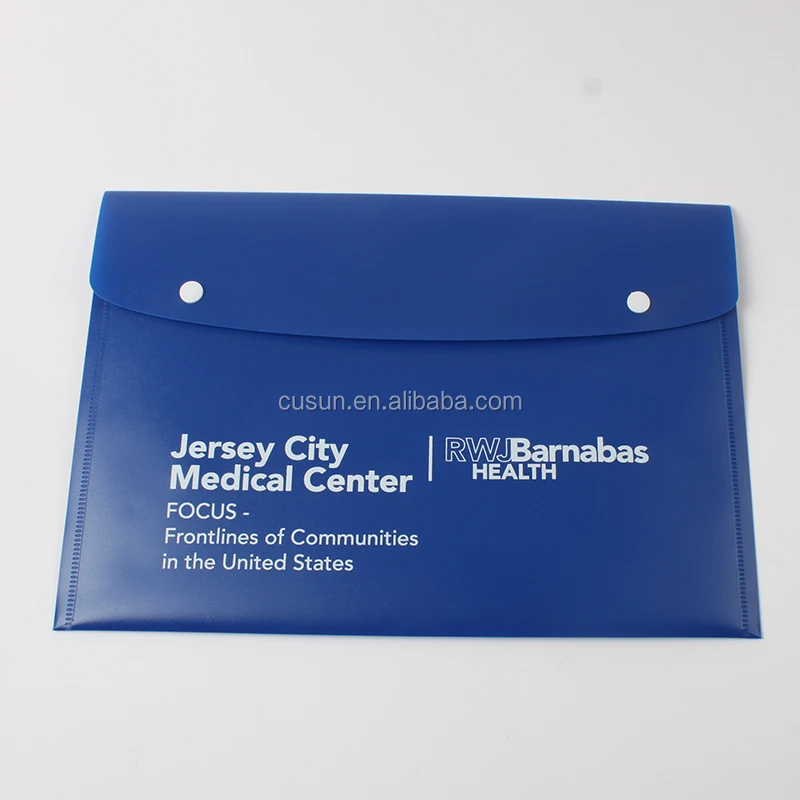 cusun.en.alibaba.com
Jersey City
Medical Center
RWJBarnabas
HEALTH
FOCUS -
Frontlines of Communities
in the United States